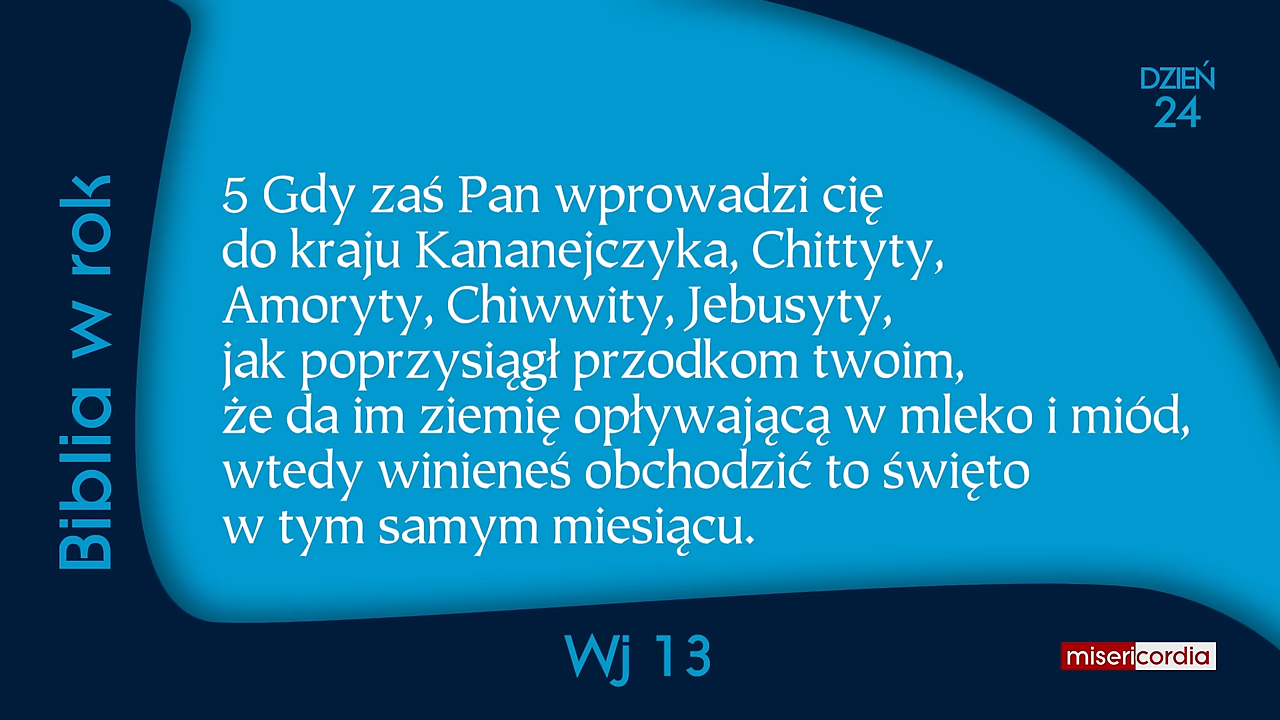 DZIEŃ
24
Biblia w rok
5 Gdy zaś Pan wprowadzi cię
do kraju Kananejczyka, Chittyty,
Amoryty, Chiwwity, Jebusyty,
jak poprzysiągł przodkom twoim,
że da im ziemię opływającą w mleko i miód,
wtedy winieneś obchodzić to święto
w tym samym miesiącu.
Wj 13
misericordia